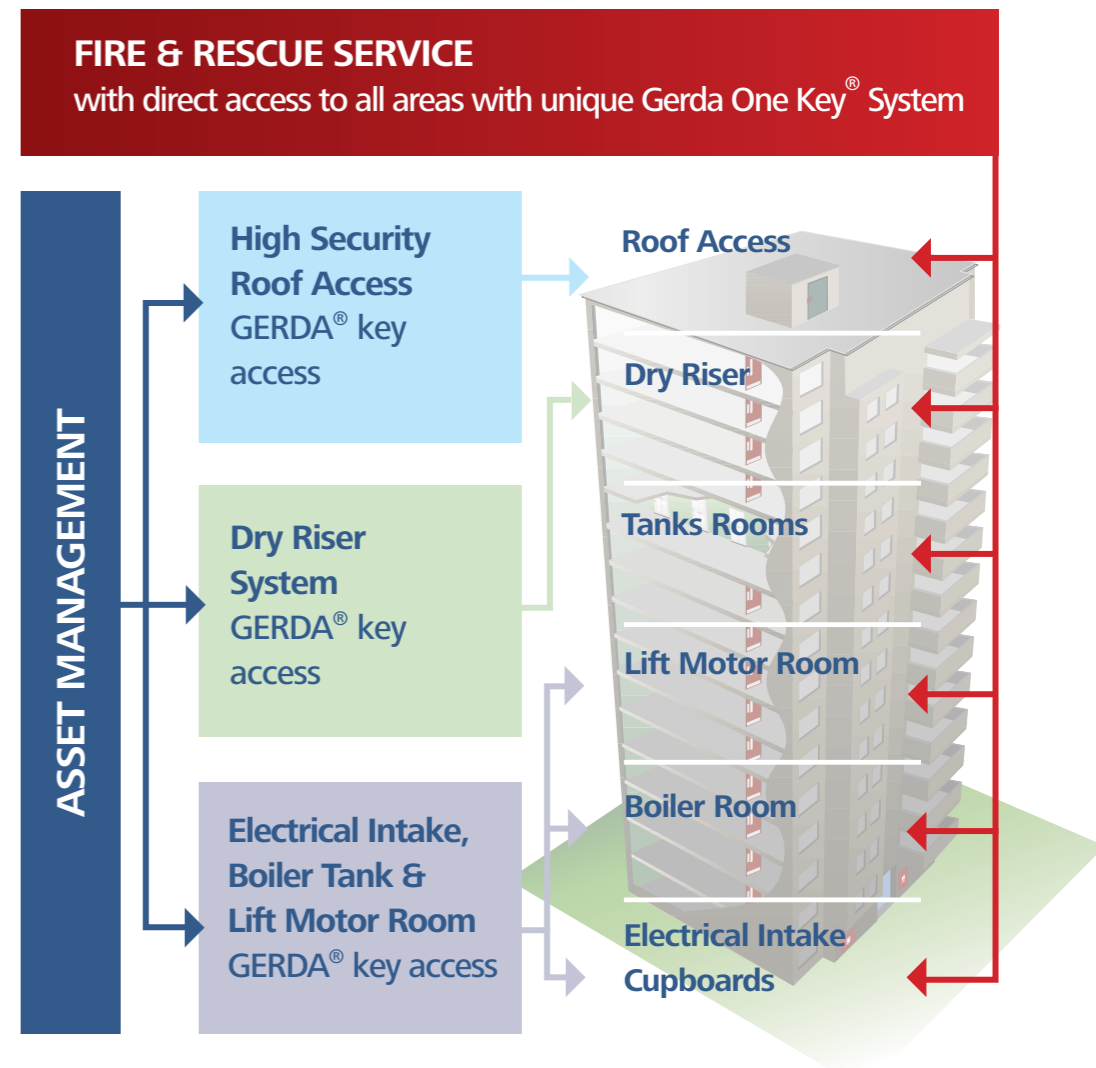 FIRE & RESCUE SERVICE
with direct access to all areas with unique Gerda One Key® System
ASSET MANAGEMENT
High Security
Roof Access
GERDA® key
access
Dry Riser
System
GERDA® key
access
Electrical Intake,
Boiler Tank &
Lift Motor Room
GERDA® key access
Roof Access
Dry Riser
Tanks Rooms
Lift Motor Room
Boiler Room
Electrical Intake
Cupboards